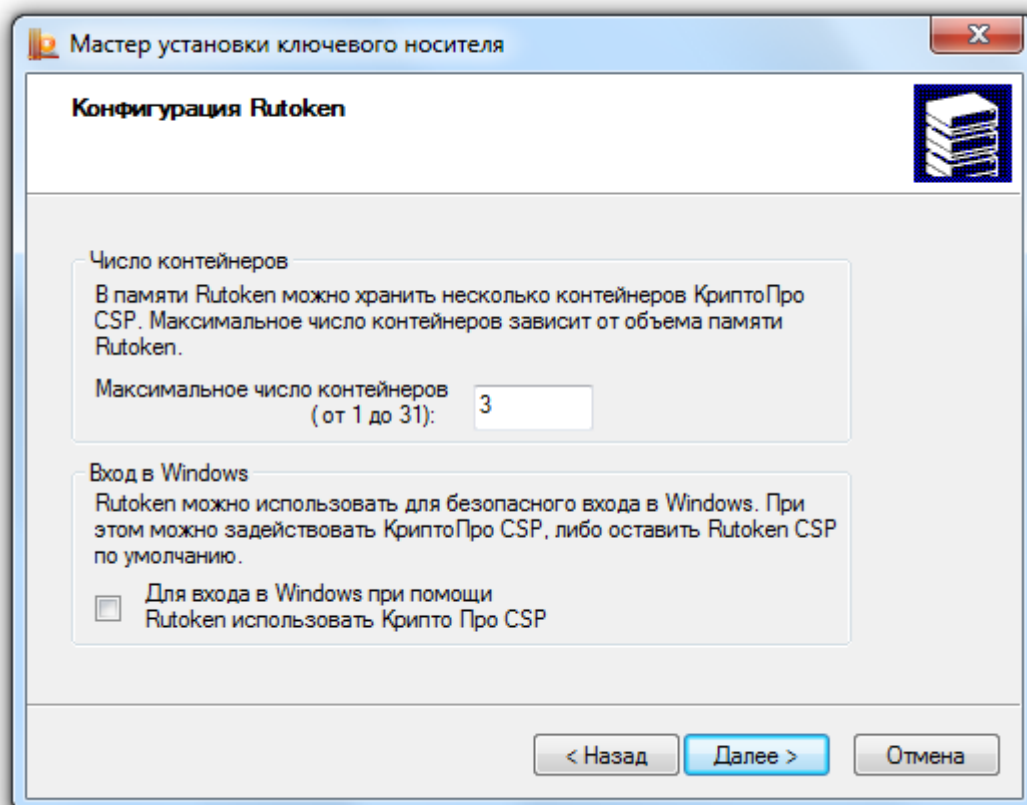 Мастер установки ключевого носителя
Конфигурация Rutoken
Число контейнеров
В памяти Rutoken можно хранить несколько контейнеров КриптоПро
CSP. Максимальное число контейнеров зависит от объема памяти
Rutoken.
Максимальное число контейнеров
( от 1 до 31):
3
Вход в Windows
Rutoken можно использовать для безопасного входа в Windows. При
этом можно задействовать КриптоПро CSP, либо оставить Rutoken CSP
по умолчанию.
Для входа в Windows при помощи
Rutoken использовать Крипто Про CSP
< Назад
Далее >
Отмена